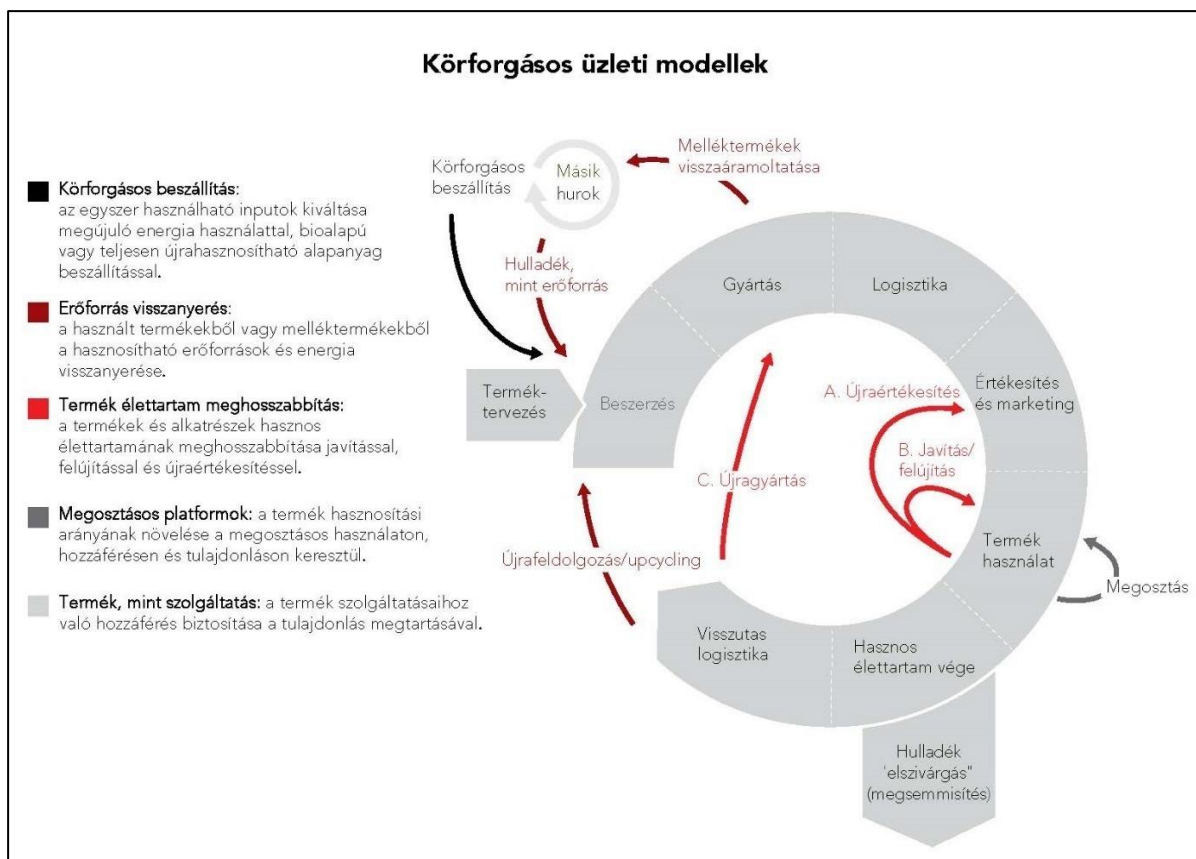 Körforgásos üzleti modellek
Körforgásos beszállítás:
az egyszer használható inputok kiváltása
megújuló energia használattal, bioalapú
vagy teljesen újrahasznosítható alapanyag
beszállítással.
Erőforrás visszanyerés:
a használt termékekből vagy melléktermékekből
a hasznosítható erőforrások és energia
visszanyerése.
Termék élettartam meghosszabbítás:
a termékek és alkatrészek hasznos
élettartamának meghosszabbítása javítással,
felújítással és újraértékesítéssel.
Megosztásos platformok: a termék hasznosítási
arányának növelése a megosztásos használaton,
hozzáférésen és tulajdonláson keresztül.
Termék, mint szolgáltatás: a termék szolgáltatásaihoz
való hozzáférés biztosítása a tulajdonlás megtartásával.
Körforgásos
beszállítás
Másik
hurok
Melléktermékek
visszaáramoltatása
Hulladék,
mint erőforrás
Termék-
tervezés
Beszerzés
Gyártás
Logisztika
Értékesítés
és marketing
A. Újraértékesítés
B. Javítás/
felújítás
C. Újragyártás
Termék
használat
Megosztás
Újrafeldolgozás/upcycling
Visszutas
logisztika
Hasznos
élettartam vége
Hulladék
'elszivárgás"
(megsemmisítés)